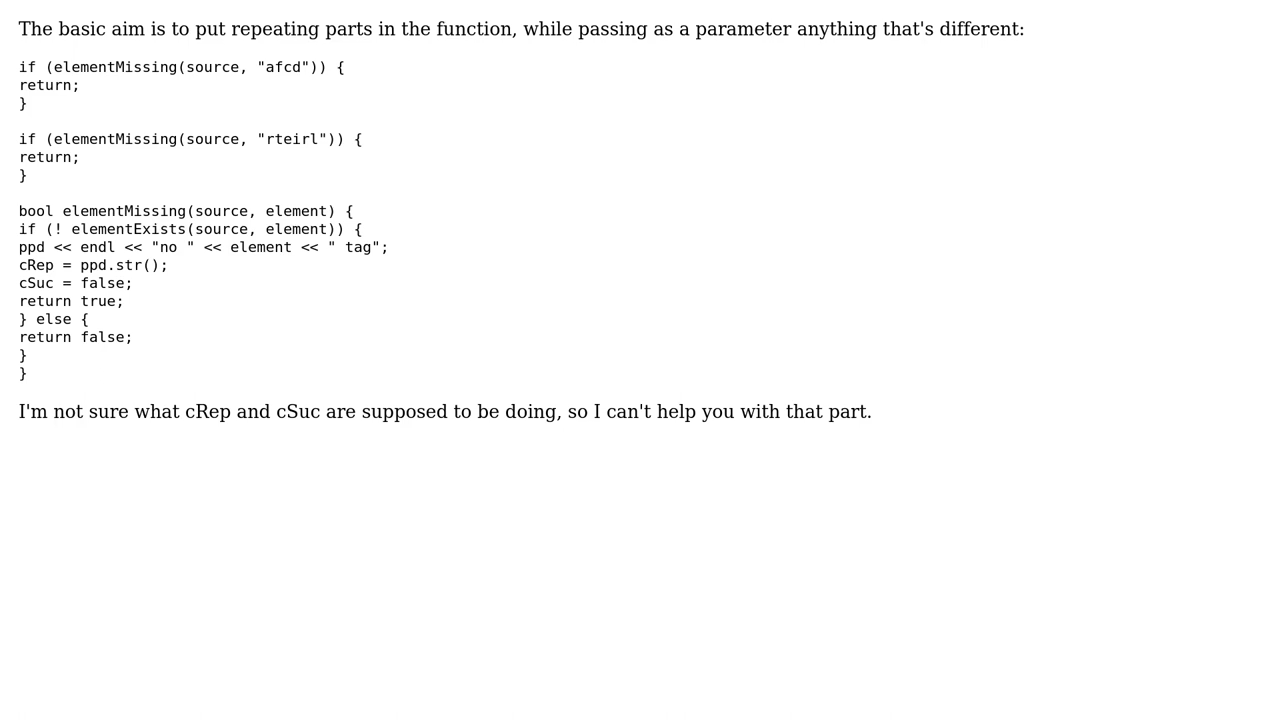 The basic aim is to put repeating parts in the function, while passing as a parameter anything that's different:
if (elementMissing(source, "afcd")) {
return;
}
if (elementMissing(source, "rteirl")) {
return;
}
bool elementMissing(source, element) {
if (! elementExists(source, element)) {
ppd << endl << "no " << element << " tag";
cRep = ppd.str();
cSuc = false;
return true;
} else {
return false;
}
}
I'm not sure what cRep and cSuc are supposed to be doing, so I can't help you with that part.